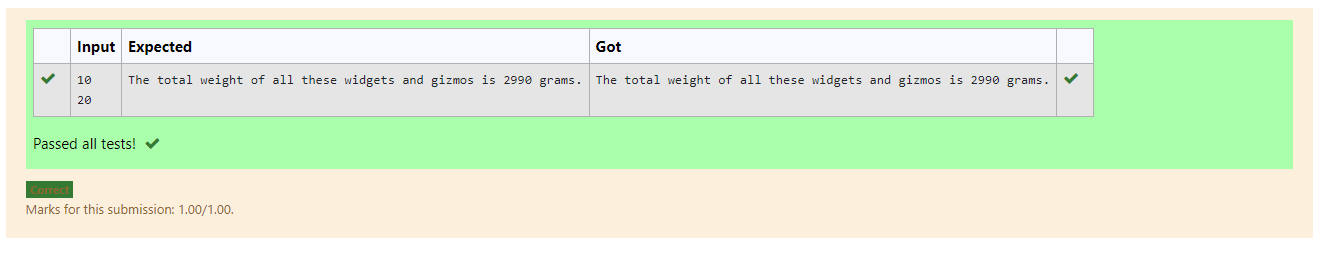 Input Expected Got
10 The total weight of all these widgets and gizmos is 2990 grams. The total weight of all these widgets and gizmos is 2990 grams.
20
Passed all tests!
Correct
Marks for this submission: 1.00/1.00.